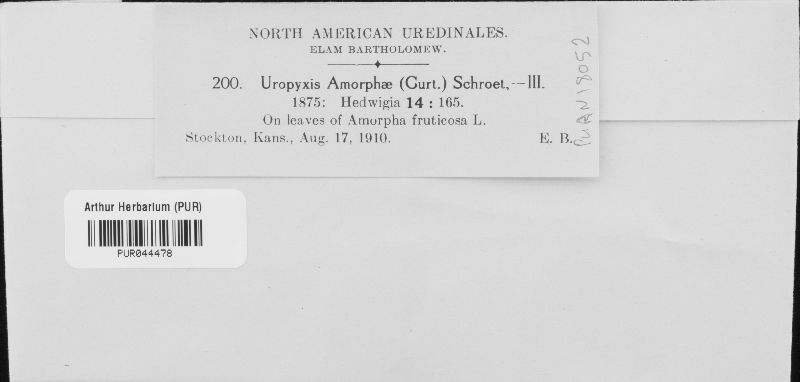 NORTH AMERICAN UREDINALES.
ELAM BARTHOLOMEW.
200. Uropyxis Amorphæ (Curt.) Schroet,—III.
1875: Hedwigia 14 : 165.
On leaves of Amorpha fruticosa L.
Stockton, Kans., Aug. 17, 1910. E. B.
PURN18052
Arthur Herbarium (PUR)
PUR044478